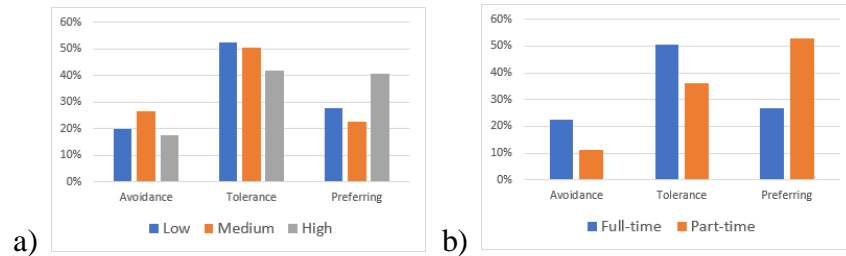 60%
50%
40%
30%
20%
10%
0%
Avoidance Tolerance Preferring
Low Medium High
a)
60%
50%
40%
30%
20%
10%
0%
Avoidance Tolerance Preferring
Full-time Part-time
b)